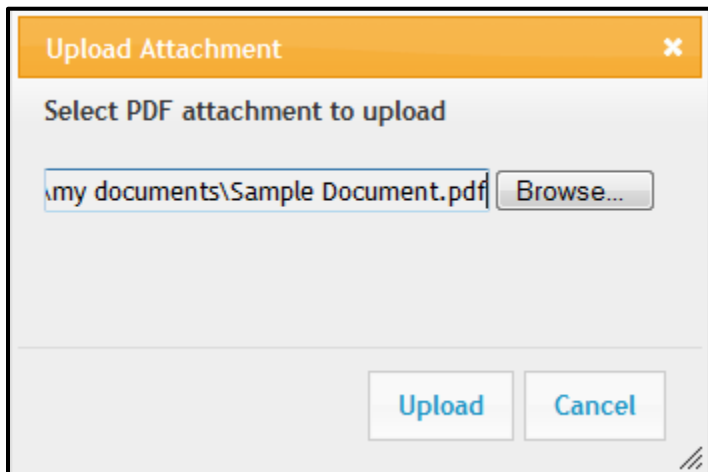 Upload Attachment
Select PDF attachment to upload
\my documents\Sample Document.pdf Browse...
Upload Cancel